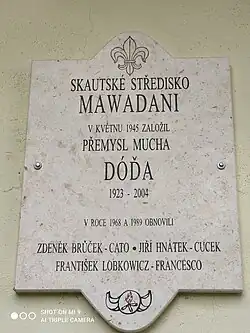 SKAUTSKÉ STŘEDISKO
MAWADANI
V KVĚTNU 1945 ZALOŽIL
PŘEMYSL MUCHA
DÓĎA
1923 - 2004
V ROCE 1968 A 1989 OBNOVILI
ZDENĚK BRŮČEK - CATO • JIŘÍ HNÁTEK - CUCEK
FRANTIŠEK LOBKOWICZ - FRANCESCO
SHOT ON MI 9
AI TRIPLE CAMERA